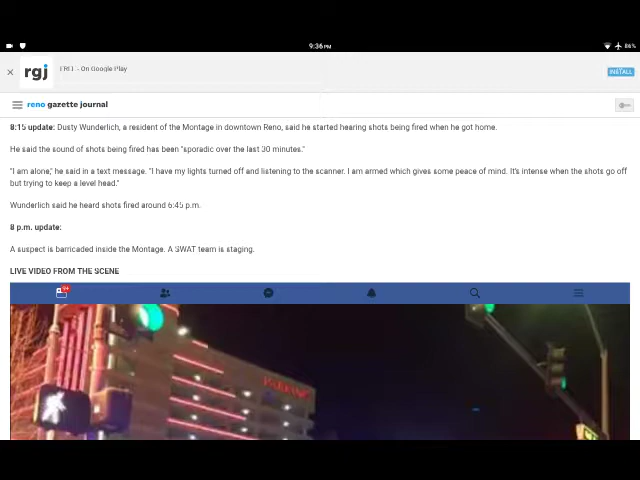 9:36 PM
86%
rgj
FREE - On Google Play
INSTALL
reno gazette journal
8:15 update: Dusty Wunderlich, a resident of the Montage in downtown Reno, said he started hearing shots being fired when he got home.
He said the sound of shots being fired has been "sporadic over the last 30 minutes."
"I am alone," he said in a text message. "I have my lights turned off and listening to the scanner. I am armed which gives some peace of mind. It's intense when the shots go off
but trying to keep a level head."
Wunderlich said he heard shots fired around 6:45 p.m.
8 p.m. update:
A suspect is barricaded inside the Montage. A SWAT team is staging.
LIVE VIDEO FROM THE SCENE
9+